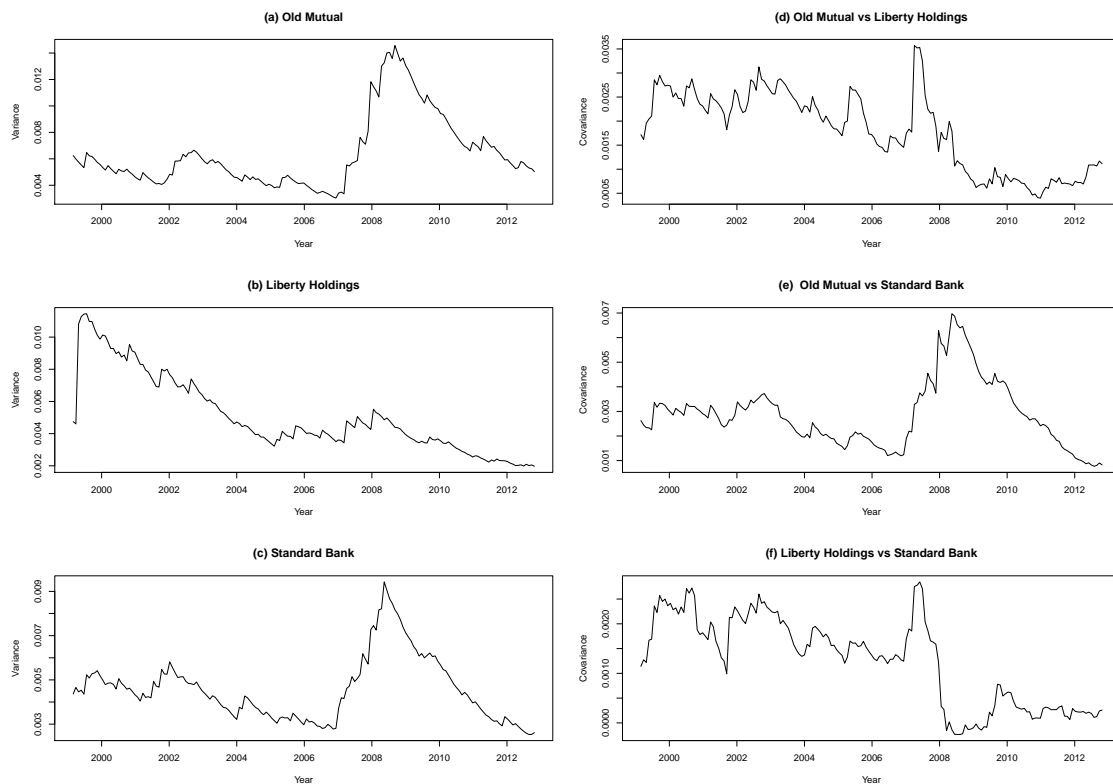 (a) Old Mutual
Variance
0.004 0.008 0.012
2000 2002 2004 2006 2008 2010 2012
Year
(b) Liberty Holdings
Variance
0.002 0.004 0.006 0.008 0.010
2000 2002 2004 2006 2008 2010 2012
Year
(c) Standard Bank
Variance
0.003 0.005 0.007 0.009
2000 2002 2004 2006 2008 2010 2012
Year
(d) Old Mutual vs Liberty Holdings
Covariance
0.0005 0.0015 0.0025 0.0035
2000 2002 2004 2006 2008 2010 2012
Year
(e) Old Mutual vs Standard Bank
Covariance
0.001 0.003 0.005 0.007
2000 2002 2004 2006 2008 2010 2012
Year
(f) Liberty Holdings vs Standard Bank
Covariance
0.0000 0.0010 0.0020
2000 2002 2004 2006 2008 2010 2012
Year